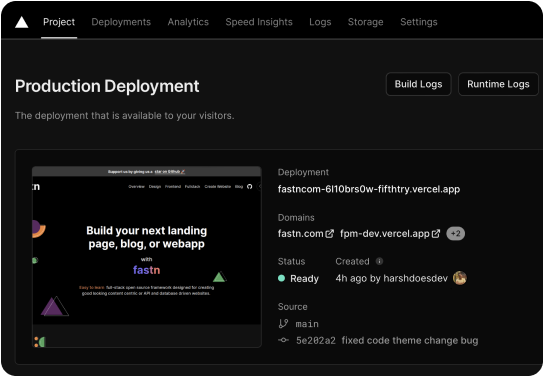 Project Deployments Analytics Speed Insights Logs Storage Settings
Production Deployment
Build Logs Runtime Logs
The deployment that is available to your visitors.
Support us by giving us a star on GitHub
tn Overview Design Frontend Fullstack Create Website Blog
Build your next landing
page, blog, or webapp
with
fastn
Easy to learn full-stack open source framework designed for creating
good looking content centric or API and database driven websites.
Deployment
fastncom-6l10brs0w-fifthtry.vercel.app
Domains
fastn.com fpm-dev.vercel.app +2
Status Created
Ready 4h ago by harshdoesdev
Source
main
5e202a2 fixed code theme change bug